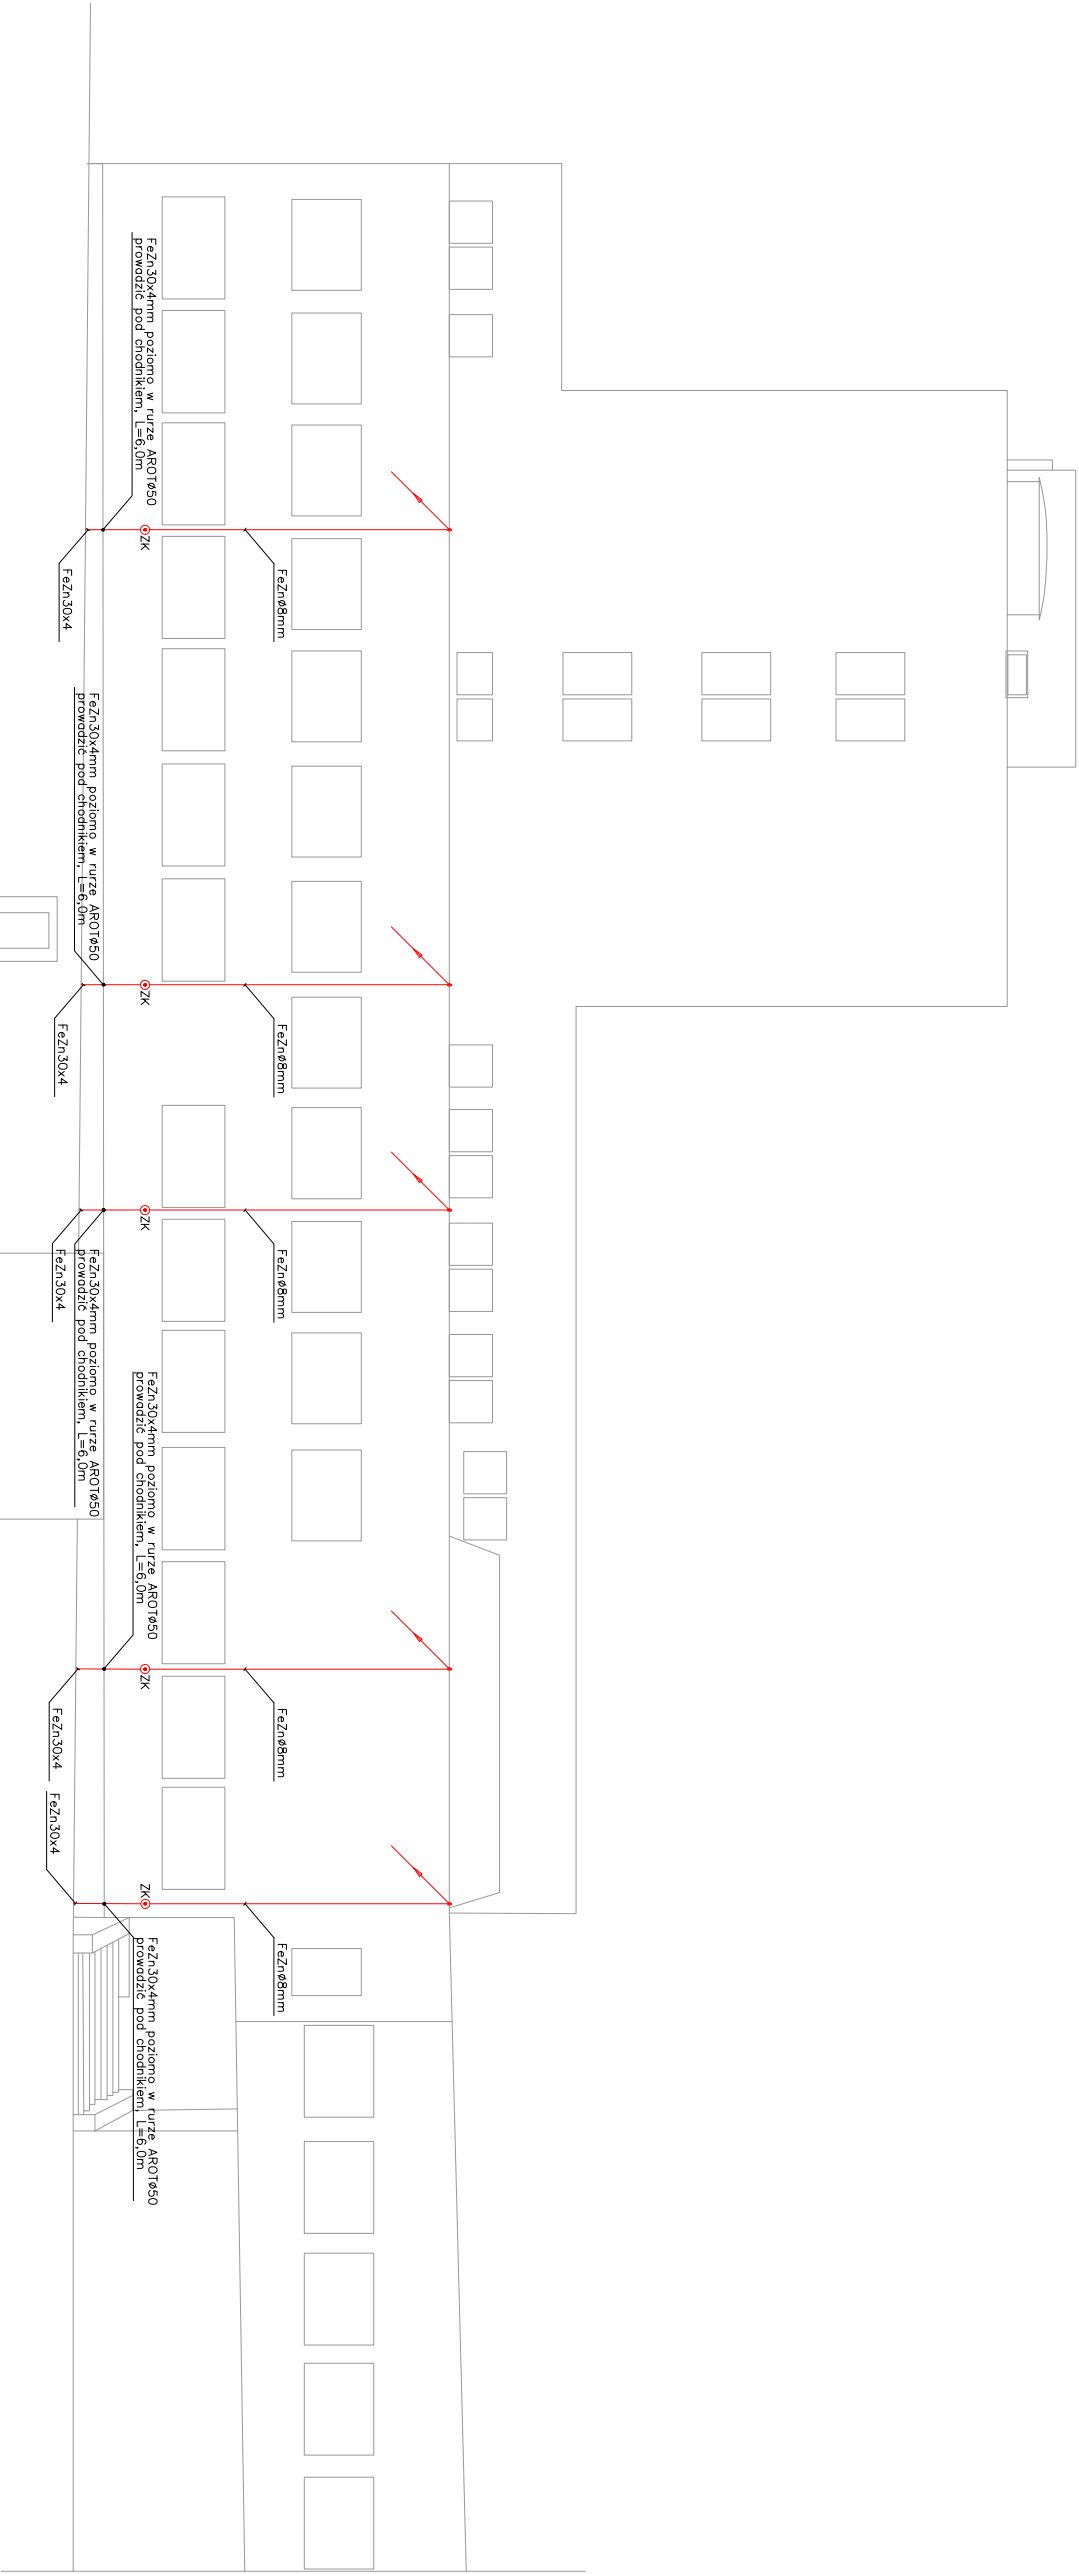 FeZn30x4mm poziomo w rurze AROTø50
prowadzić pod chodnikiem, L=6,0m
ZK
FeZnø8mm
FeZn30x4
FeZn30x4mm poziomo w rurze AROTø50
prowadzić pod chodnikiem, L=6,0m
ZK
FeZnø8mm
FeZn30x4
ZK
FeZnø8mm
FeZn30x4mm poziomo w rurze AROTø50
prowadzić pod chodnikiem, L=6,0m
FeZn30x4
FeZn30x4mm poziomo w rurze AROTø50
prowadzić pod chodnikiem, L=6,0m
ZK
FeZnø8mm
FeZn30x4
FeZn30x4
ZK
FeZnø8mm
FeZn30x4mm poziomo w rurze AROTø50
prowadzić pod chodnikiem, L=6,0m